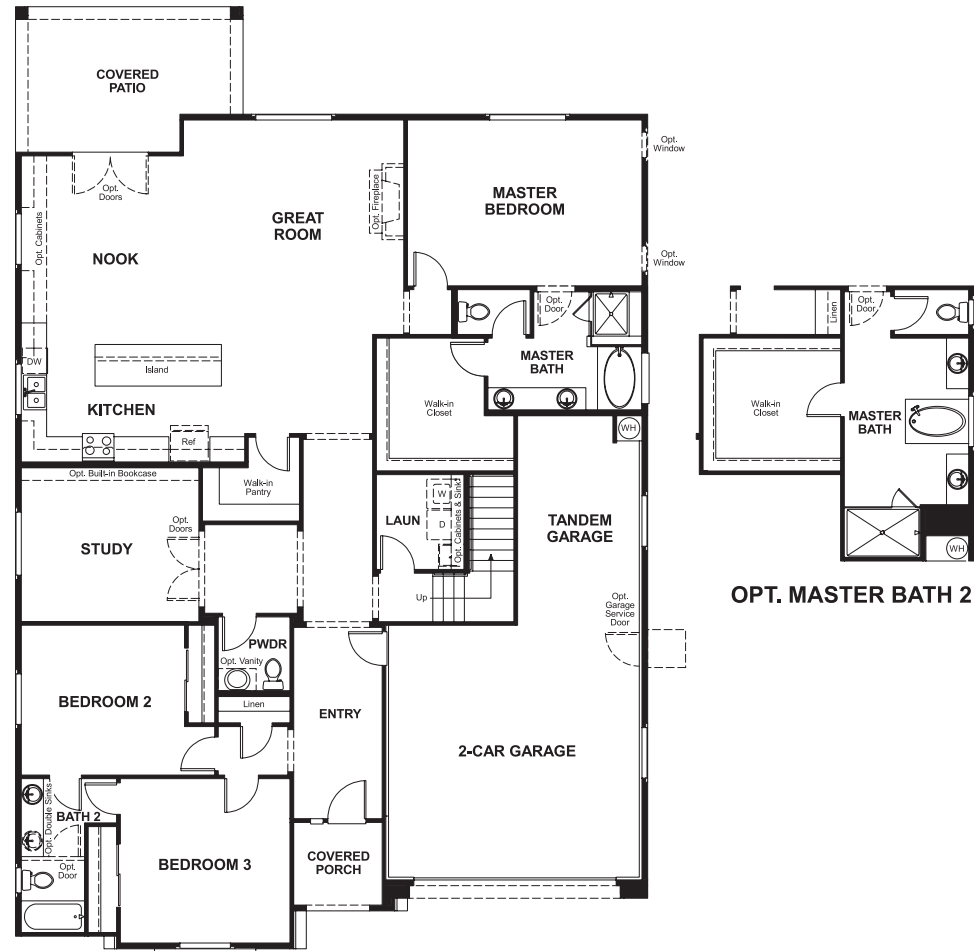 COVERED
PATIO
Opt.
Doors
Opt. Cabinets
NOOK
GREAT
ROOM
Opt. Fireplace
MASTER
BEDROOM
Opt.
Window
Opt.
Window
Opt.
Door
MASTER
BATH
DW
Island
KITCHEN
Ref
Walk-in
Closet
WH
Walk-in
Pantry
Opt. Built-in Bookcase
STUDY
Opt.
Doors
LAUN
W
D
Opt. Cabinets & Sink
Up
TANDEM
GARAGE
Opt.
Garage
Service
Door
PWDR
Opt. Vanity
Linen
BEDROOM 2
ENTRY
2-CAR GARAGE
BATH 2
Opt. Double Sinks
Opt.
Door
BEDROOM 3
COVERED
PORCH
Linen
Opt.
Door
Walk-in
Closet
MASTER
BATH
WH
OPT. MASTER BATH 2